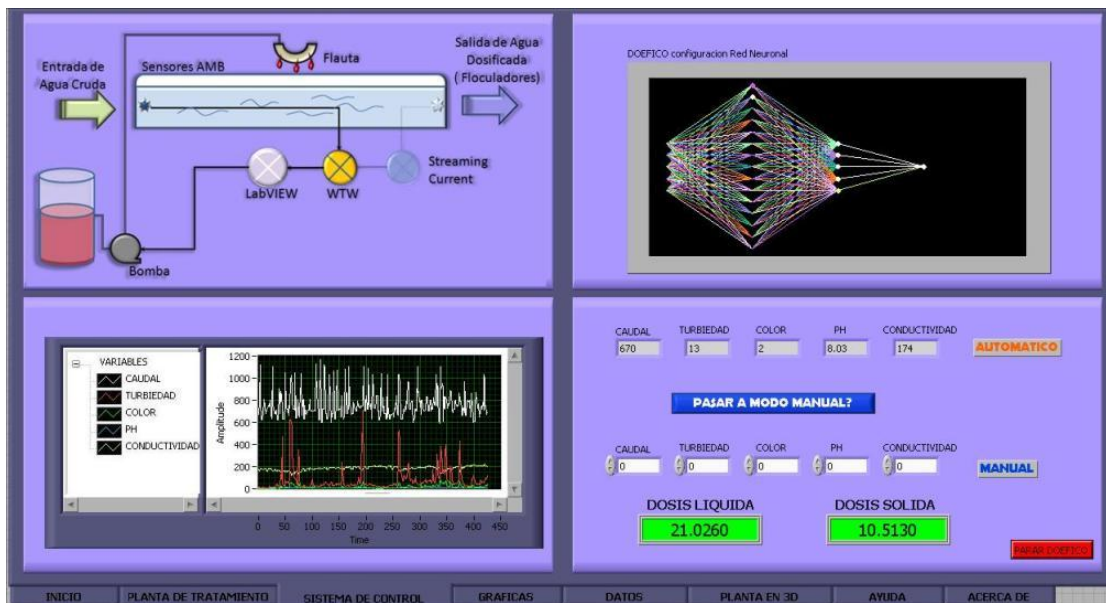 Entrada de
Agua Cruda
Sensores AMB
Flauta
Salida de Agua
Dosificada
( Floculadores)
LabVIEW
WTW
Streaming
Current
Bomba
DOEFICO configuracion Red Neuronal
VARIABLES
CAUDAL
TURBIEDAD
COLOR
PH
CONDUCTIVIDAD
Amplitude
1200
1000
800
600
400
200
0
0 50 100 150 200 250 300 350 400 450
Time
CAUDAL TURBIEDAD COLOR PH CONDUCTIVIDAD
670 13 2 8.03 174 AUTOMATICO
PASAR A MODO MANUAL?
CAUDAL TURBIEDAD COLOR PH CONDUCTIVIDAD
0 0 0 0 0 MANUAL
DOSIS LIQUIDA DOSIS SOLIDA
21.0260 10.5130
PARAR DOEFICO
INICIO PLANTA DE TRATAMIENTO SISTEMA DE CONTROL GRAFICAS DATOS PLANTA EN 3D AYUDA ACERCA DE